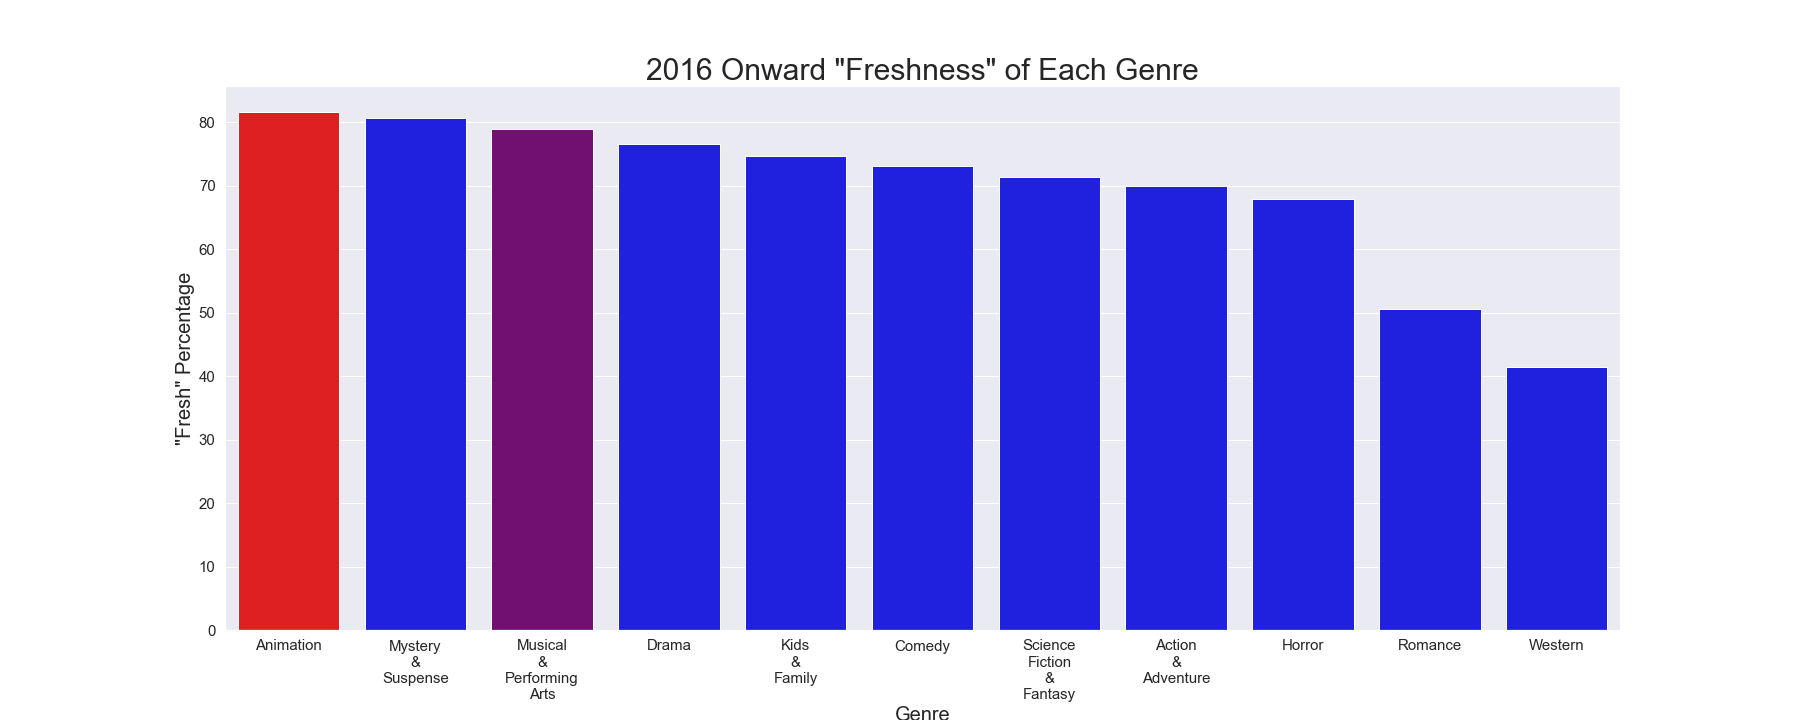 2016 Onward "Freshness" of Each Genre
"Fresh" Percentage
80
70
60
50
40
30
20
10
0
Animation
Mystery
&
Suspense
Musical
&
Performing
Arts
Drama
Kids
&
Family
Comedy
Science
Fiction
&
Fantasy
Action
&
Adventure
Horror
Romance
Western
Genre